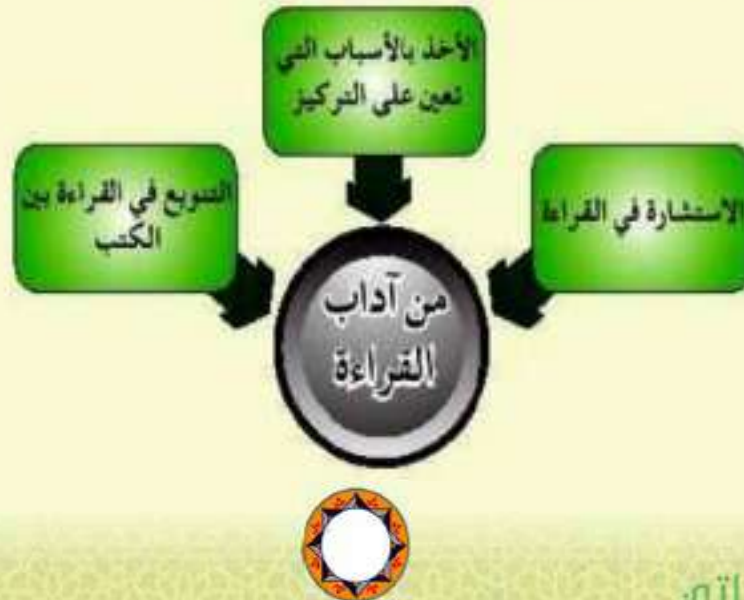 الأخذ بالأسباب التي
تعين على التركيز
الاستشارة في القراءة
التنويع في القراءة بين
الكتب
من آداب
القراءة